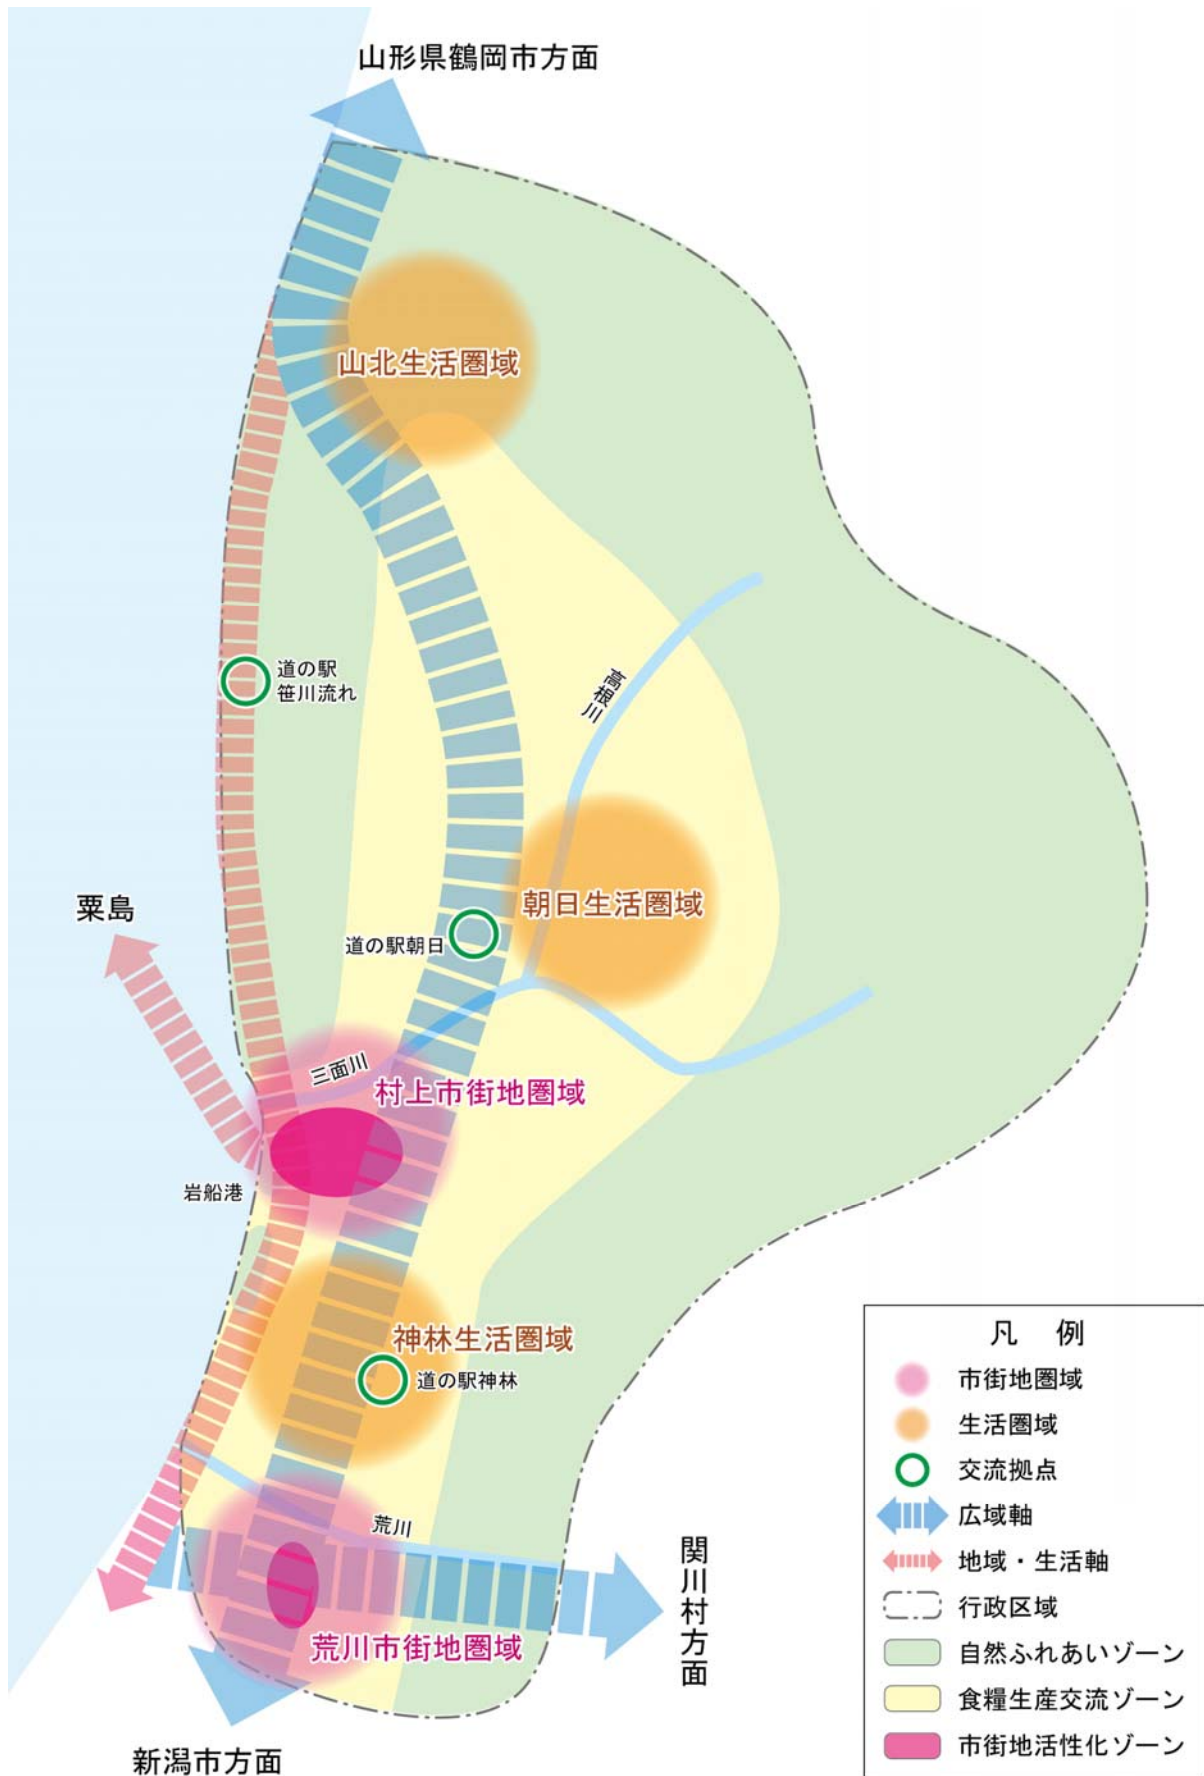 山形県鶴岡市方面
山北生活圏域
道の駅
笹川流れ
高根川
粟島
朝日生活圏域
道の駅朝日
三面川
村上市街地圏域
岩船港
神林生活圏域
道の駅神林
荒川
関川村方面
荒川市街地圏域
新潟市方面
凡 例
市街地圏域
生活圏域
交流拠点
広域軸
地域・生活軸
行政区域
自然ふれあいゾーン
食糧生産交流ゾーン
市街地活性化ゾーン